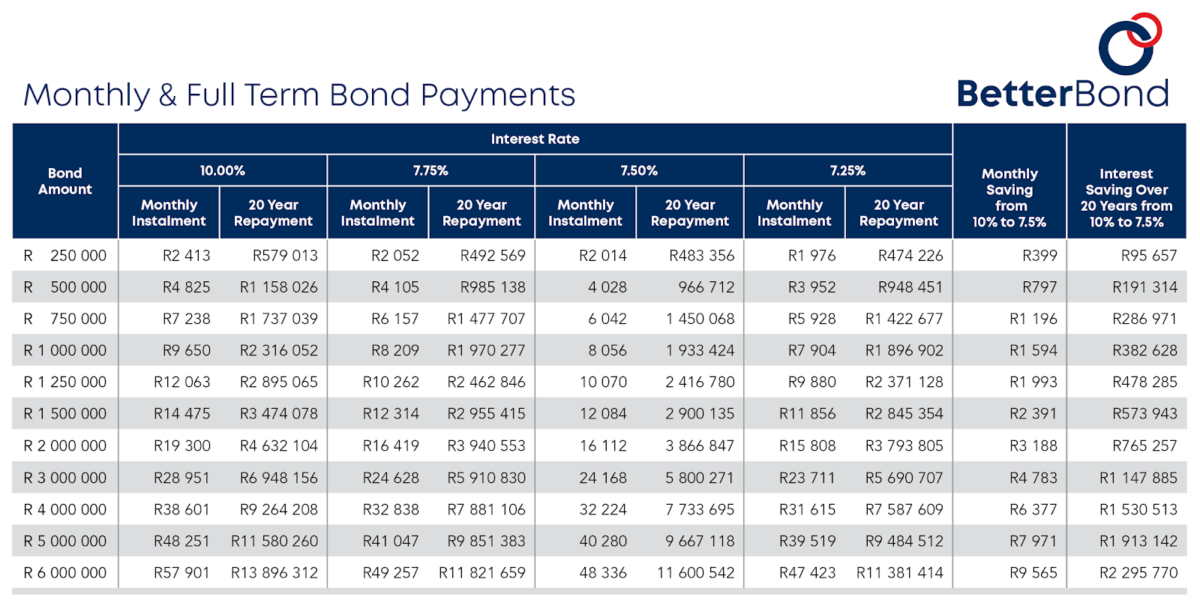 BetterBond
Monthly & Full Term Bond Payments
Interest Rate
Bond
Amount
10.00% 7.75% 7.50% 7.25%
Monthly
Saving
from
10% to 7.5%
Interest
Saving Over
20 Years from
10% to 7.5%
Monthly
Instalment
20 Year
Repayment
Monthly
Instalment
20 Year
Repayment
Monthly
Instalment
20 Year
Repayment
Monthly
Instalment
20 Year
Repayment
R 250 000 R2 413 R579 013 R2 052 R492 569 R2 014 R483 356 R1 976 R474 226 R399 R95 657
R 500 000 R4 825 R1 158 026 R4 105 R985 138 4 028 966 712 R3 952 R948 451 R797 R191 314
R 750 000 R7 238 R1 737 039 R6 157 R1 477 707 6 042 1 450 068 R5 928 R1 422 677 R1 196 R286 971
R 1 000 000 R9 650 R2 316 052 R8 209 R1 970 277 8 056 1 933 424 R7 904 R1 896 902 R1 594 R382 628
R 1 250 000 R12 063 R2 895 065 R10 262 R2 462 846 10 070 2 416 780 R9 880 R2 371 128 R1 993 R478 285
R 1 500 000 R14 475 R3 474 078 R12 314 R2 955 415 12 084 2 900 135 R11 856 R2 845 354 R2 391 R573 943
R 2 000 000 R19 300 R4 632 104 R16 419 R3 940 553 16 112 3 866 847 R15 808 R3 793 805 R3 188 R765 257
R 3 000 000 R28 951 R6 948 156 R24 628 R5 910 830 24 168 5 800 271 R23 711 R5 690 707 R4 783 R1 147 885
R 4 000 000 R38 601 R9 264 208 R32 838 R7 881 106 32 224 7 733 695 R31 615 R7 587 609 R6 377 R1 530 513
R 5 000 000 R48 251 R11 580 260 R41 047 R9 851 383 40 280 9 667 118 R39 519 R9 484 512 R7 971 R1 913 142
R 6 000 000 R57 901 R13 896 312 R49 257 R11 821 659 48 336 11 600 542 R47 423 R11 381 414 R9 565 R2 295 770